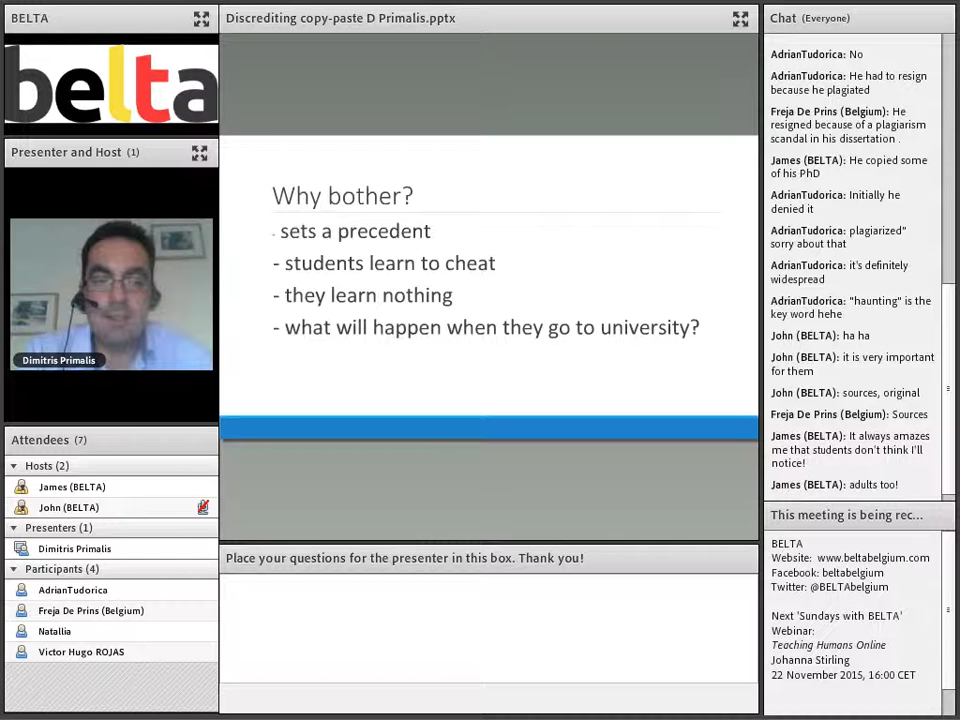 BELTA
belta
Presenter and Host (1)
Dimitris Primalis
Attendees (7)
Hosts (2)
James (BELTA)
John (BELTA)
Presenters (1)
Dimitris Primalis
Participants (4)
AdrianTudorica
Freja De Prins (Belgium)
Natallia
Victor Hugo ROJAS
Discrediting copy-paste D Primalis.pptx
Why bother?
- sets a precedent
- students learn to cheat
- they learn nothing
- what will happen when they go to university?
Place your questions for the presenter in this box. Thank you!
Chat (Everyone)
AdrianTudorica: No
AdrianTudorica: He had to resign
because he plagiated
Freja De Prins (Belgium): He
resigned because of a plagiarism
scandal in his dissertation .
James (BELTA): He copied some
of his PhD
AdrianTudorica: Initially he
denied it
AdrianTudorica: plagiarized"
sorry about that
AdrianTudorica: it's definitely
widespread
AdrianTudorica: "haunting" is the
key word hehe
John (BELTA): ha ha
John (BELTA): it is very important
for them
John (BELTA): sources, original
Freja De Prins (Belgium): Sources
James (BELTA): It always amazes
me that students don't think I'll
notice!
James (BELTA): adults too!
This meeting is being rec...
BELTA
Website: www.beltabelgium.com
Facebook: beltabelgium
Twitter: @BELTAbelgium
Next 'Sundays with BELTA'
Webinar:
Teaching Humans Online
Johanna Stirling
22 November 2015, 16:00 CET